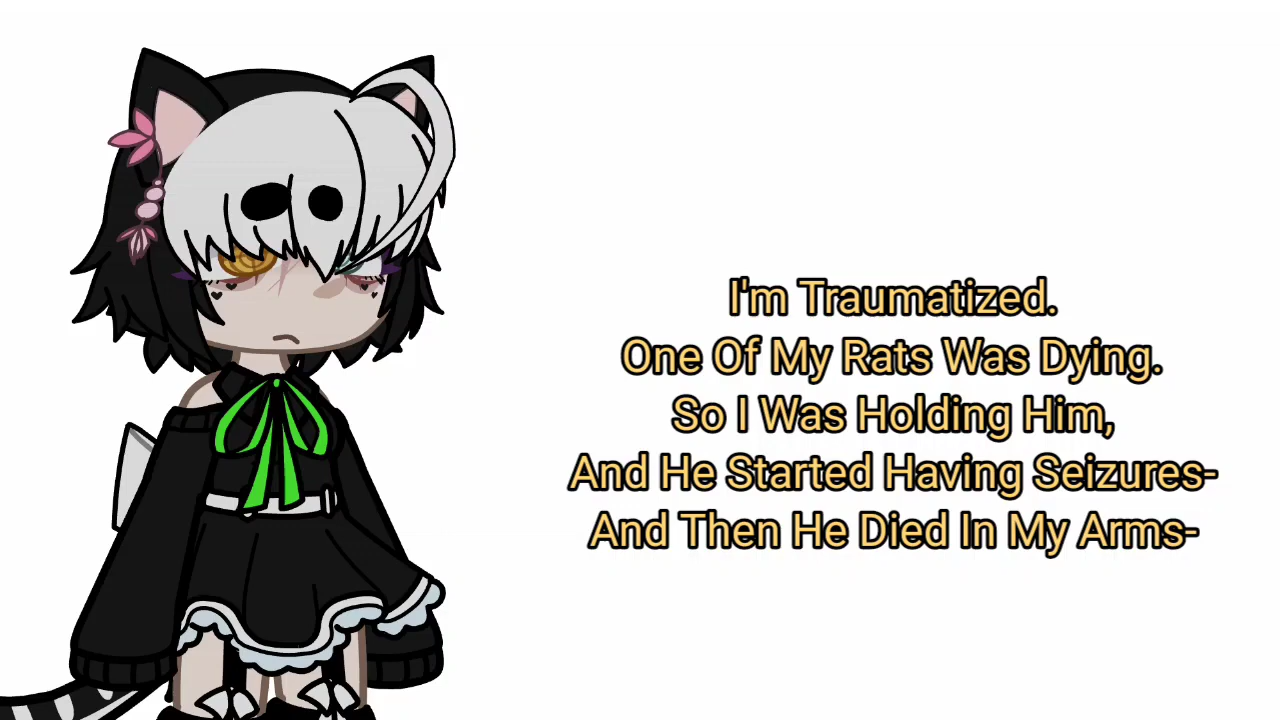 I'm Traumatized.
One Of My Rats Was Dying.
So I Was Holding Him,
And He Started Having Seizures-
And Then He Died In My Arms-